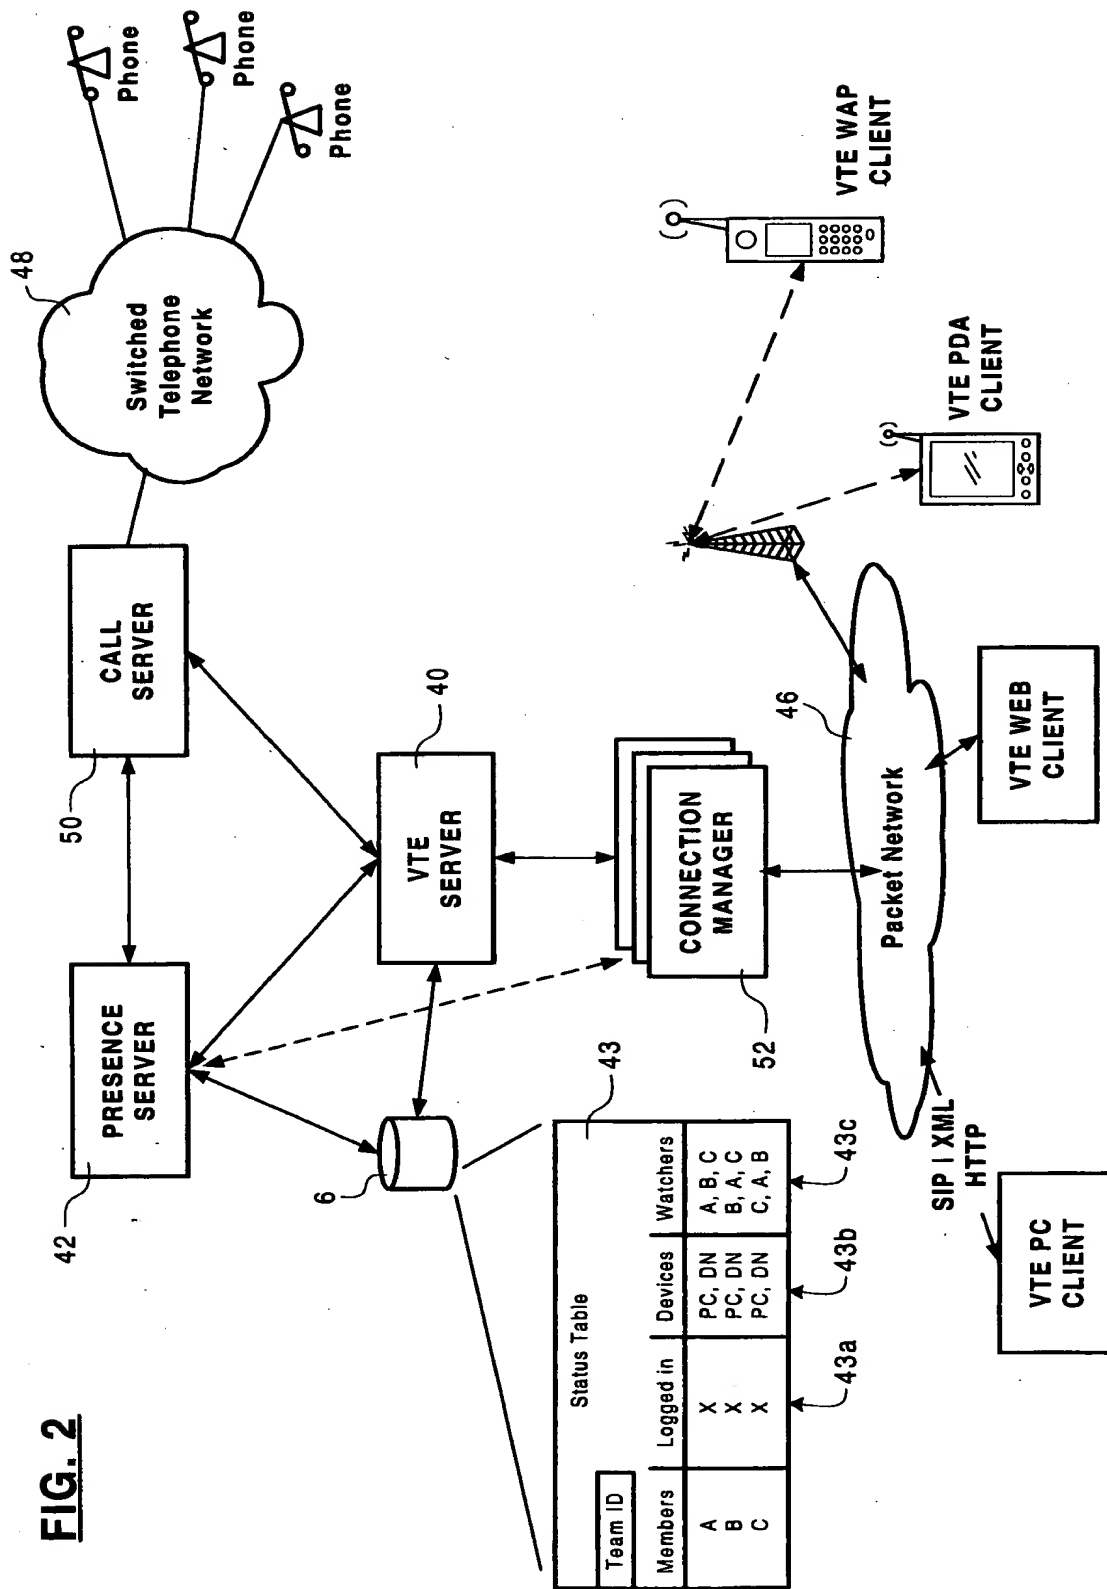 FIG. 2
42
PRESENCE
SERVER
50
CALL
SERVER
48
Switched
Telephone
Network
Phone
Phone
Phone
6
40
VTE
SERVER
43
Status Table
Team ID
Members Logged in Devices Watchers
A X PC, DN A, B, C
B X PC, DN B, A, C
C X PC, DN C, A, B
43a
43b
43c
52
CONNECTION
MANAGER
46
Packet Network
SIP | XML
HTTP
VTE PC
CLIENT
VTE WEB
CLIENT
VTE PDA
CLIENT
VTE WAP
CLIENT